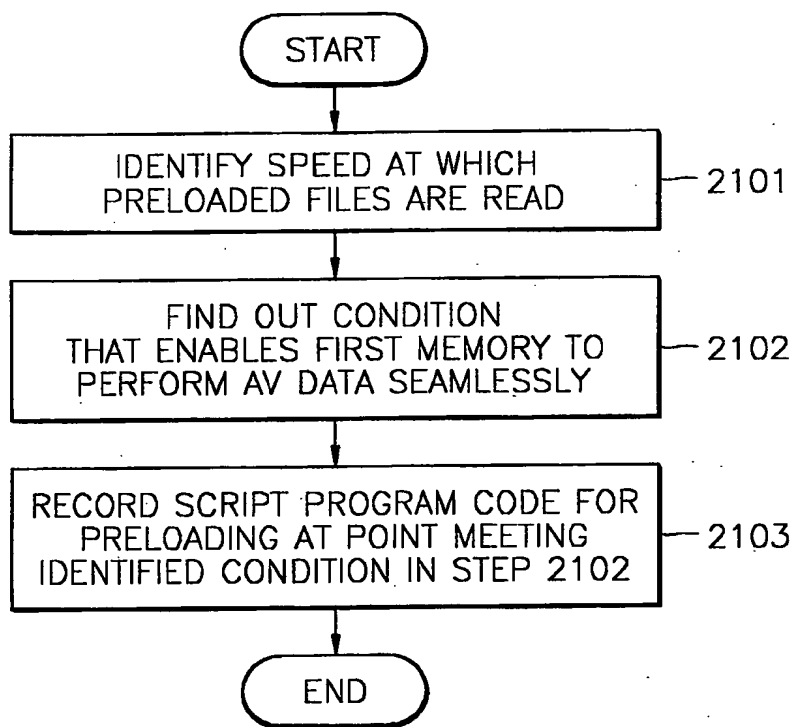 START
IDENTIFY SPEED AT WHICH
PRELOADED FILES ARE READ
2101
FIND OUT CONDITION
THAT ENABLES FIRST MEMORY TO
PERFORM AV DATA SEAMLESSLY
2102
RECORD SCRIPT PROGRAM CODE FOR
PRELOADING AT POINT MEETING
IDENTIFIED CONDITION IN STEP 2102
2103
END